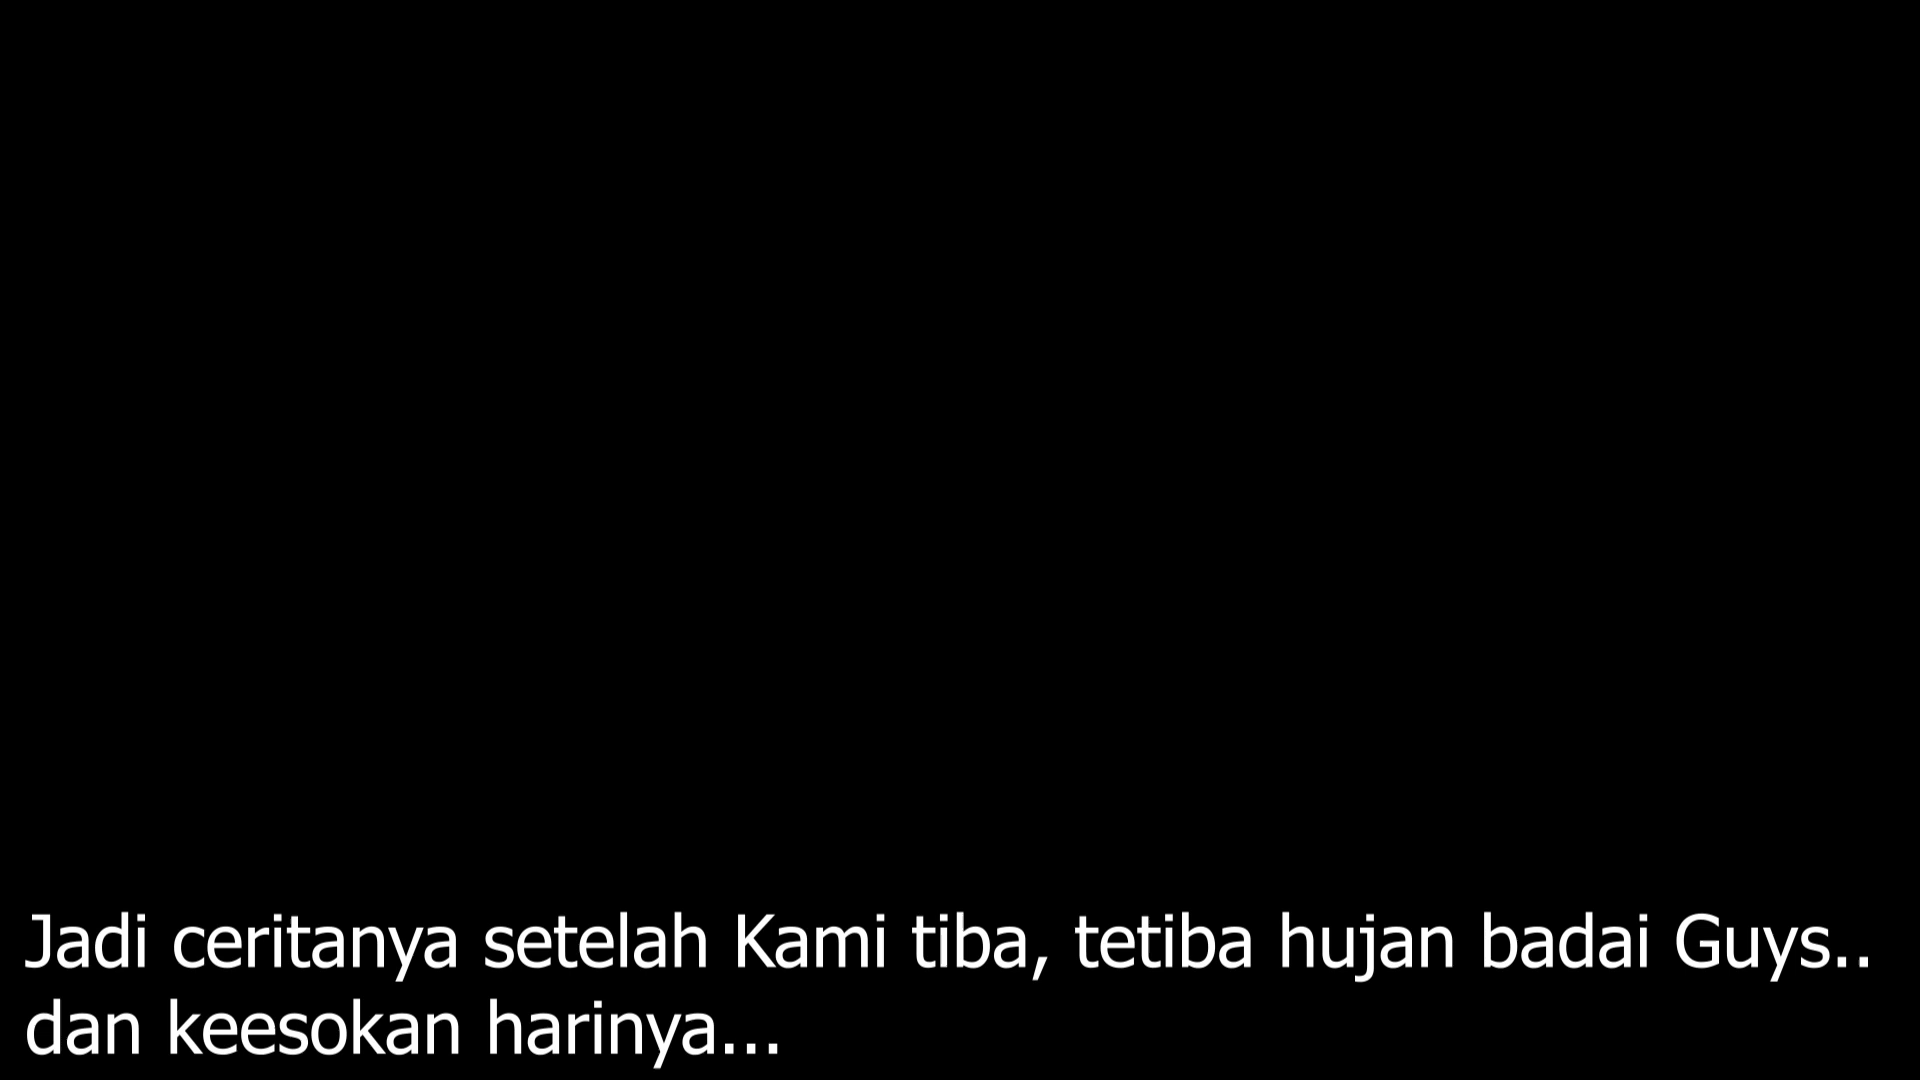 Jadi ceritanya setelah Kami tiba, tetiba hujan badai Guys..
dan keesokan harinya...